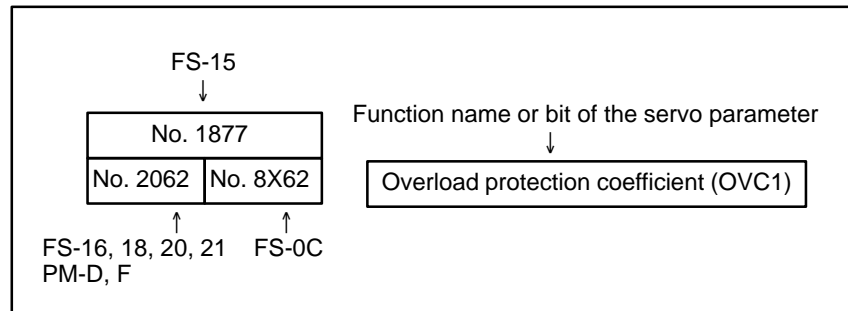 FS-15
No. 1877
Function name or bit of the servo parameter
No. 2062 No. 8X62
Overload protection coefficient (OVC1)
FS-16, 18, 20, 21 FS-0C
PM-D, F